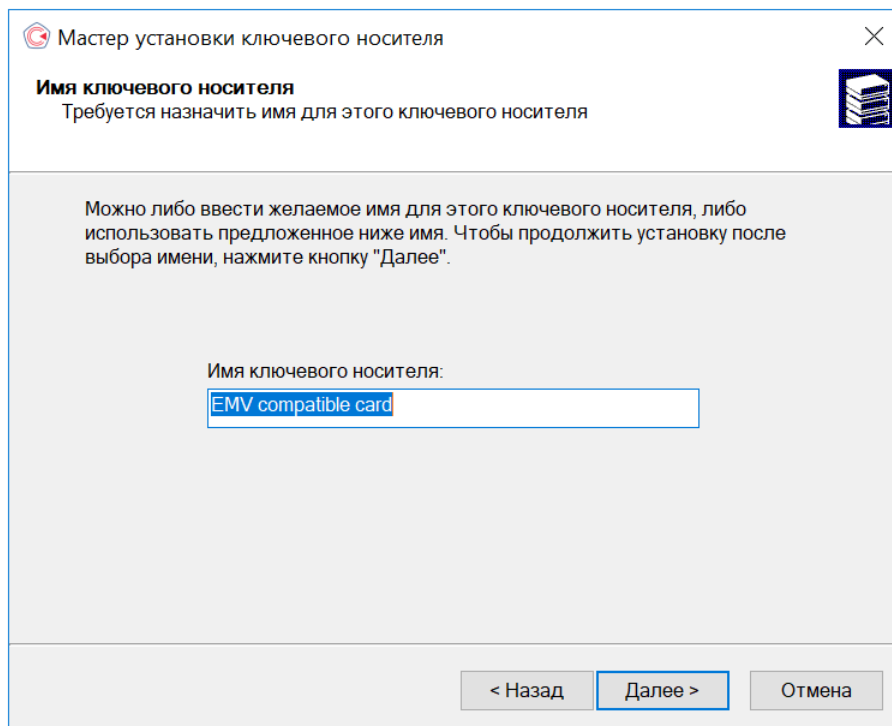 Мастер установки ключевого носителя
Имя ключевого носителя
Требуется назначить имя для этого ключевого носителя
Можно либо ввести желаемое имя для этого ключевого носителя, либо
использовать предложенное ниже имя. Чтобы продолжить установку после
выбора имени, нажмите кнопку "Далее".
Имя ключевого носителя:
EMV compatible card
< Назад
Далее >
Отмена